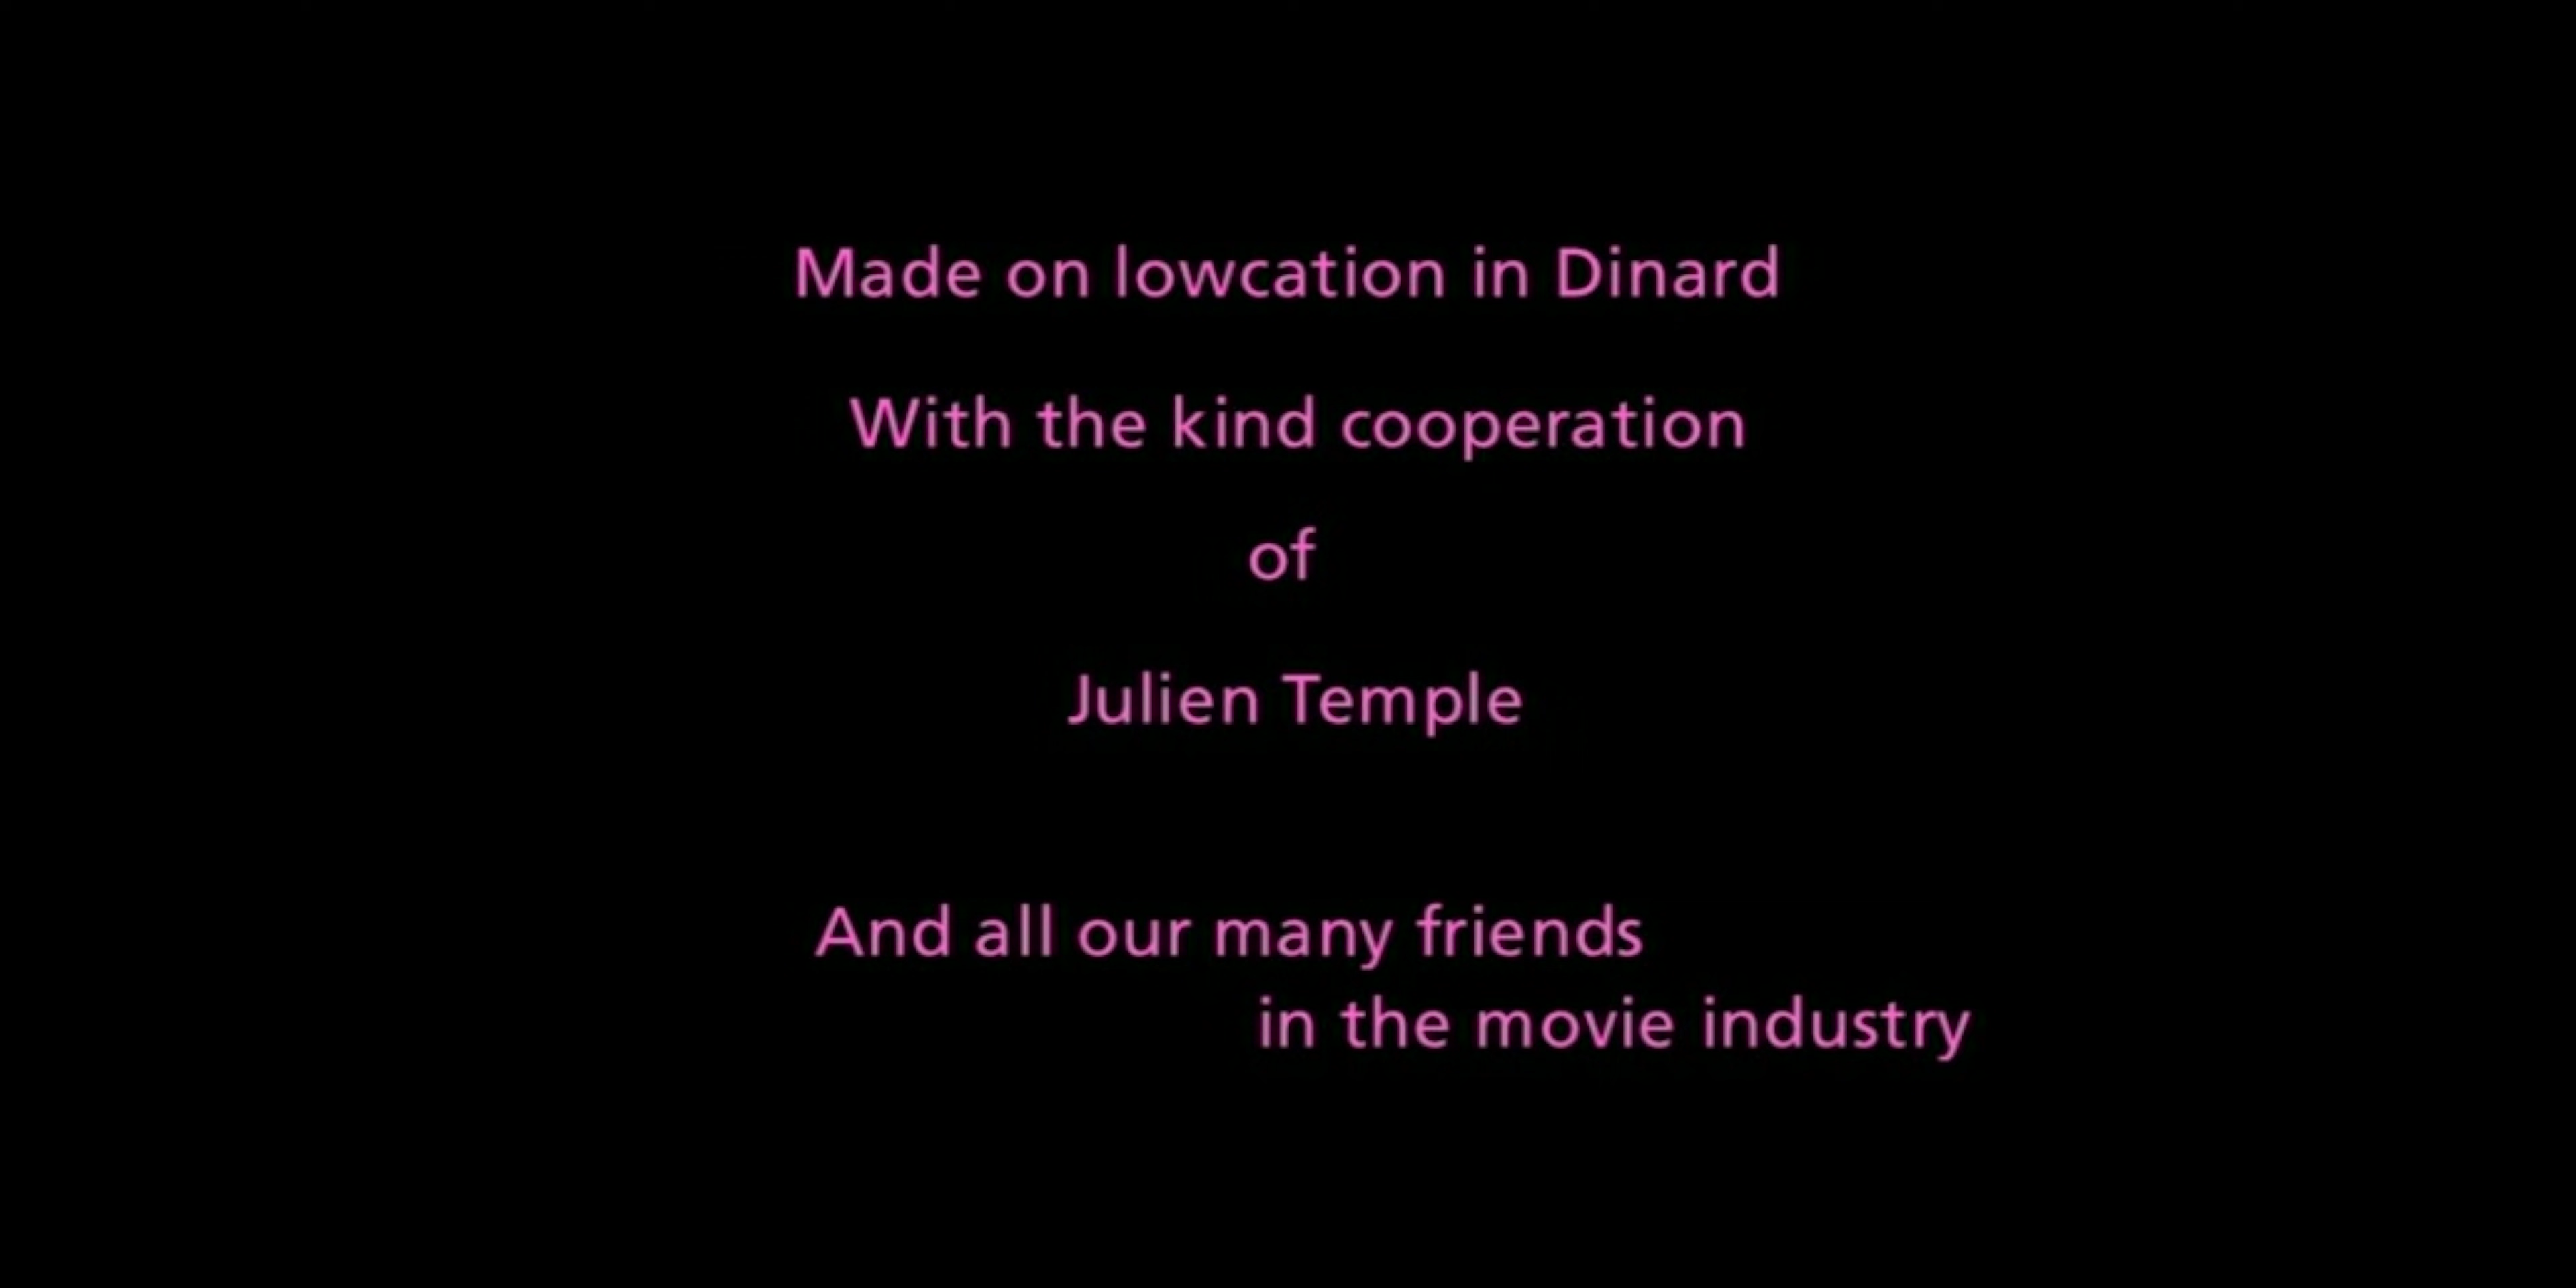 Made on lowcation in Dinard
With the kind cooperation
of
Julien Temple
And all our many friends
in the movie industry